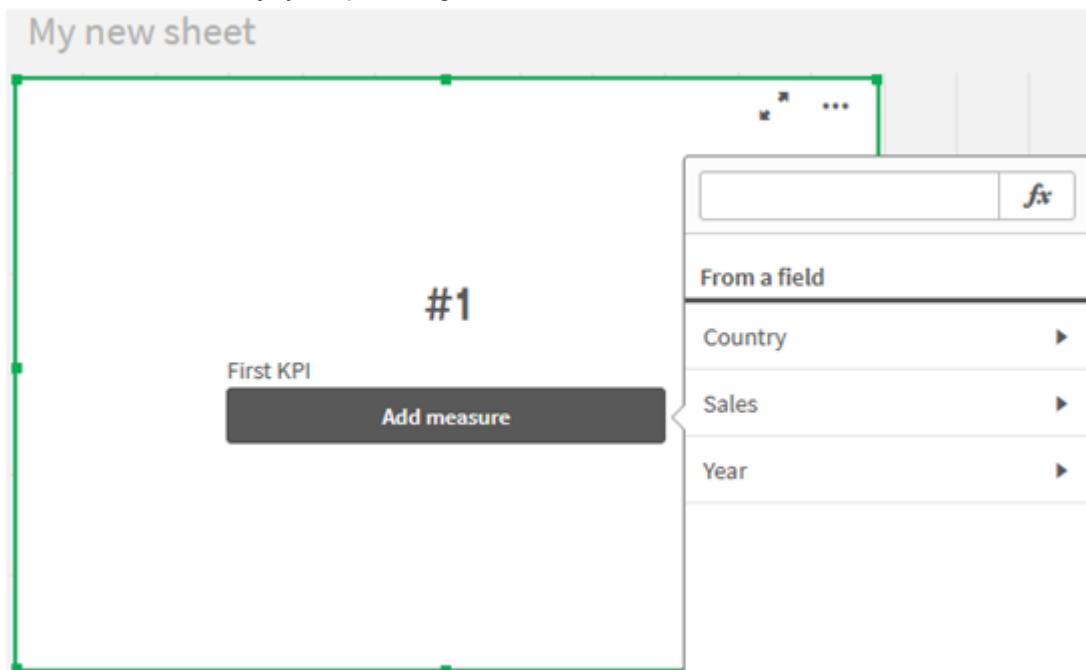 My new sheet
...
fx
From a field
#1
Country
First KPI
Sales
Add measure
Year